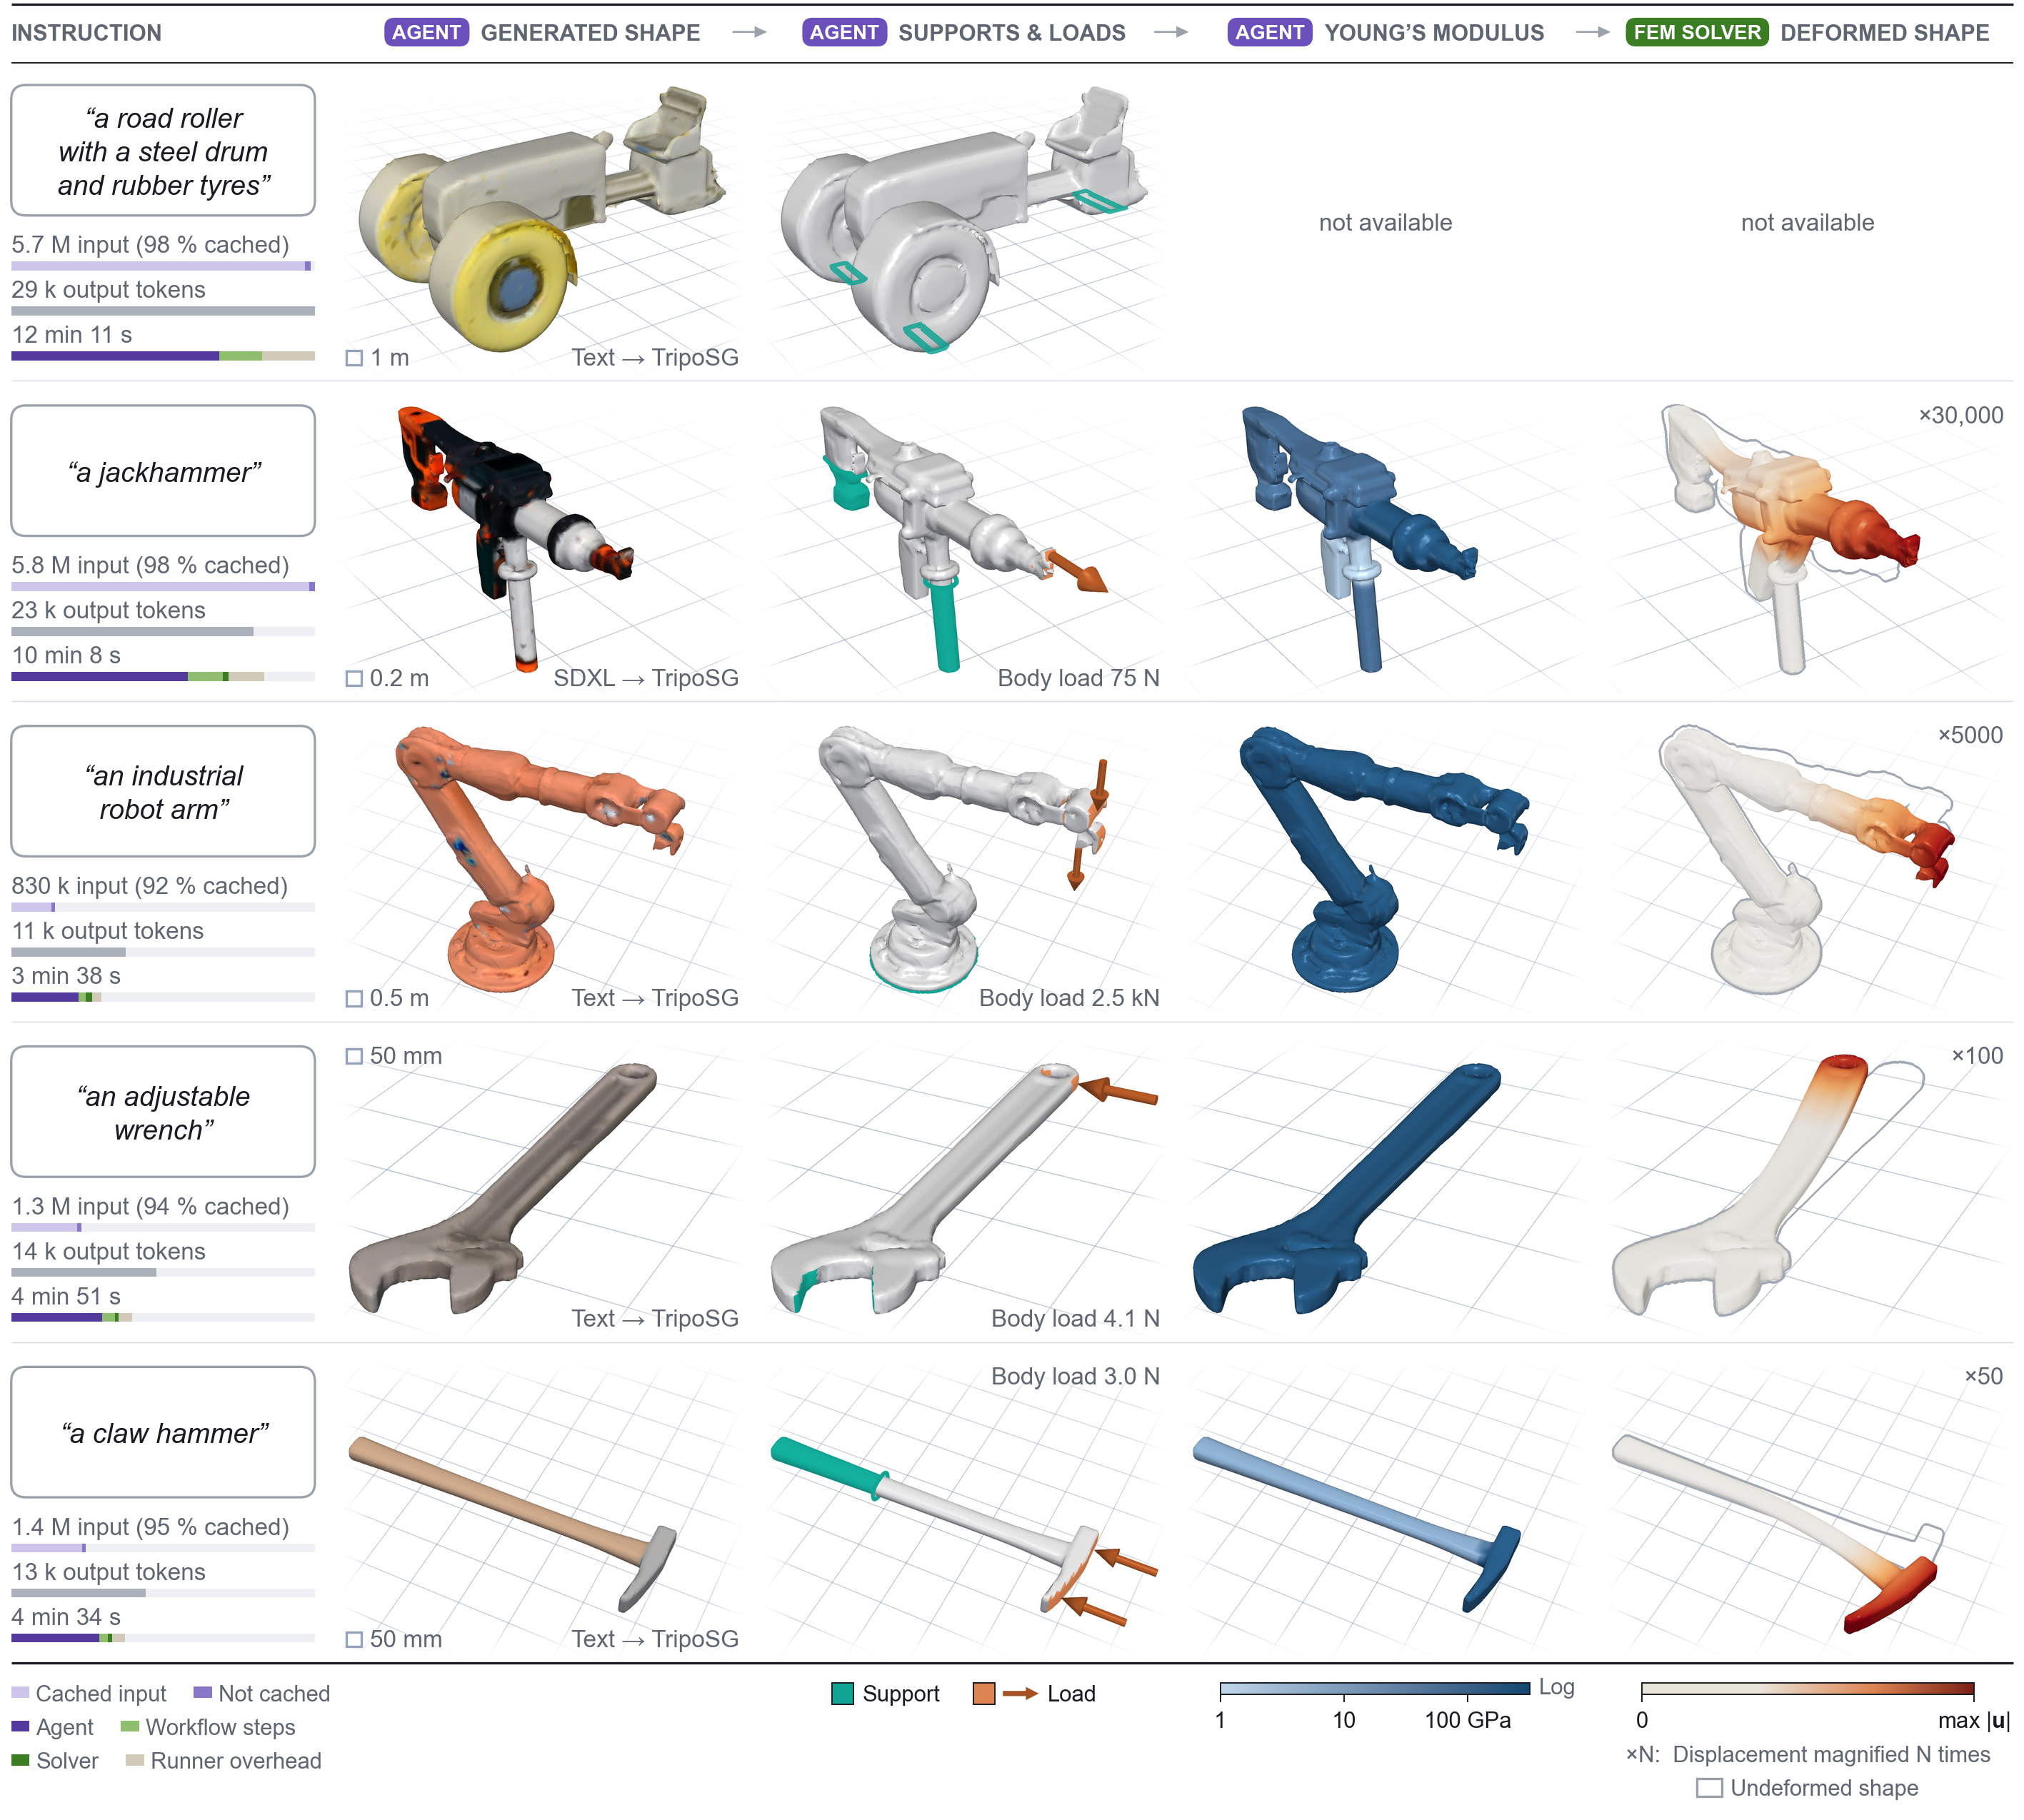 INSTRUCTION
AGENT GENERATED SHAPE → AGENT SUPPORTS & LOADS → AGENT YOUNG’S MODULUS → FEM SOLVER DEFORMED SHAPE
“a road roller
with a steel drum
and rubber tyres”
5.7 M input (98 % cached)
29 k output tokens
12 min 11 s
1 m
Text → TripoSG
not available
not available
“a jackhammer”
5.8 M input (98 % cached)
23 k output tokens
10 min 8 s
0.2 m
SDXL → TripoSG
Body load 75 N
×30,000
“an industrial
robot arm”
830 k input (92 % cached)
11 k output tokens
3 min 38 s
0.5 m
Text → TripoSG
Body load 2.5 kN
×5000
“an adjustable
wrench”
1.3 M input (94 % cached)
14 k output tokens
4 min 51 s
50 mm
Text → TripoSG
Body load 4.1 N
×100
“a claw hammer”
1.4 M input (95 % cached)
13 k output tokens
4 min 34 s
50 mm
Text → TripoSG
Body load 3.0 N
×50
Cached input Not cached
Agent Workflow steps
Solver Runner overhead
Support Load
Log
1 10 100 GPa
0 max |u|
×N: Displacement magnified N times
Undeformed shape